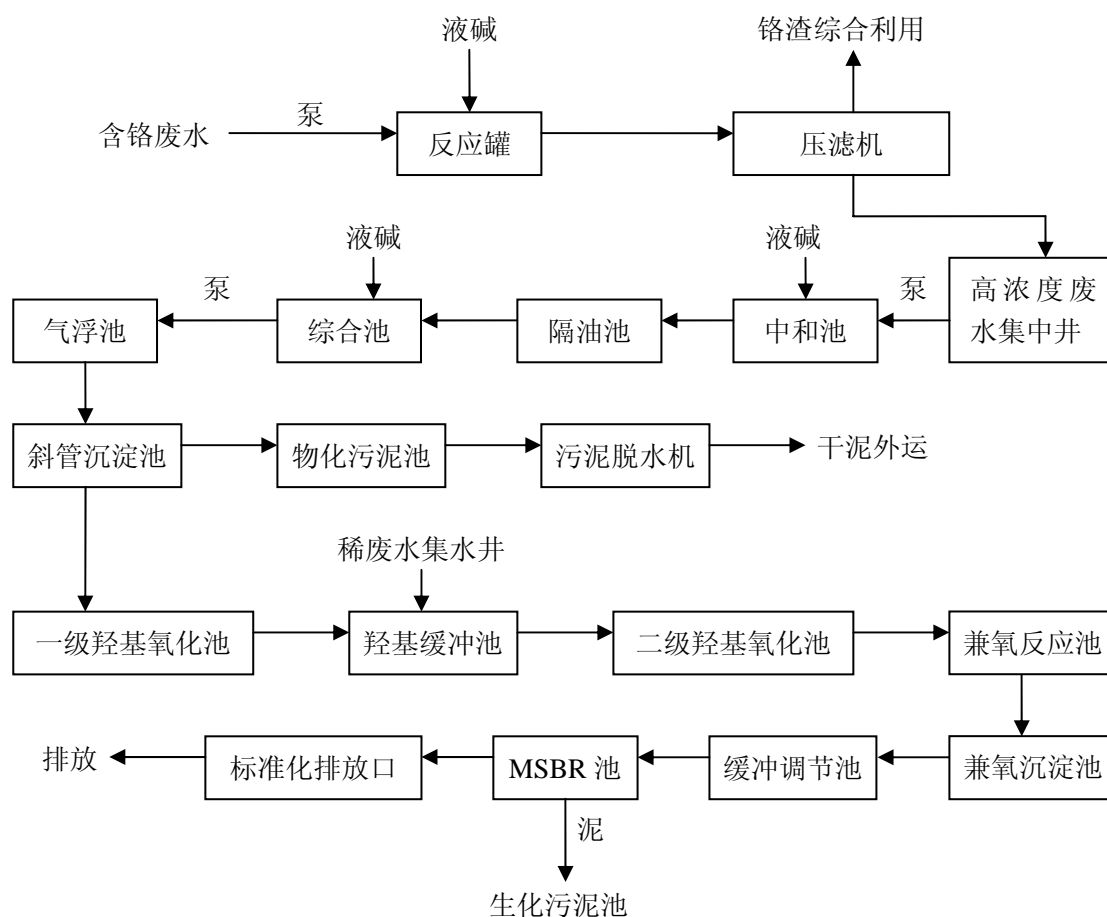 液碱
铬渣综合利用
泵
含铬废水
反应罐
压滤机
液碱
液碱
泵
泵
高浓度废
水集中井
气浮池
综合池
隔油池
中和池
斜管沉淀池
物化污泥池
污泥脱水机
干泥外运
稀废水集水井
一级羟基氧化池
羟基缓冲池
二级羟基氧化池
兼氧反应池
排放
标准化排放口
MSBR 池
缓冲调节池
兼氧沉淀池
泥
生化污泥池